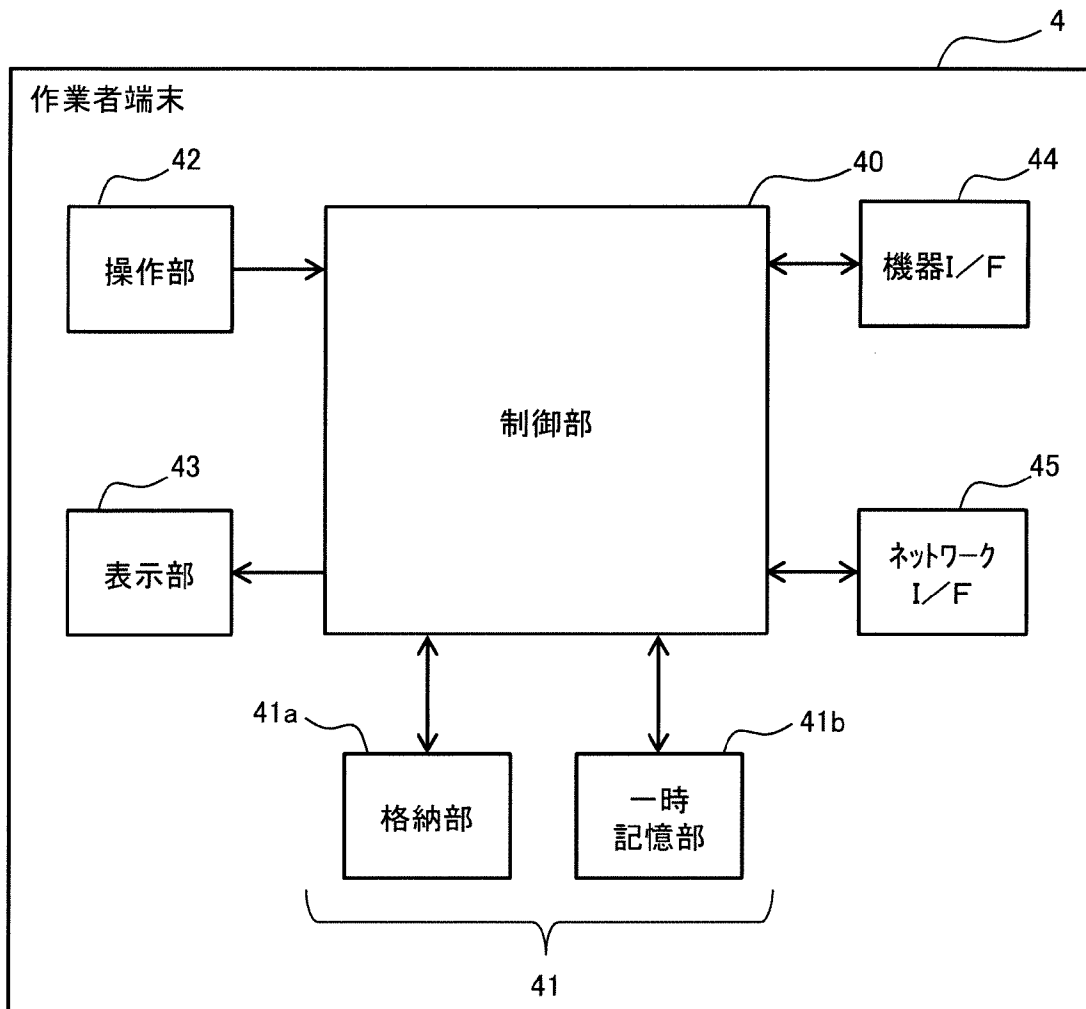 4
作業者端末
42
操作部
40
制御部
44
機器I/F
43
表示部
45
ネットワーク
I/F
41a
格納部
41b
一時
記憶部
41